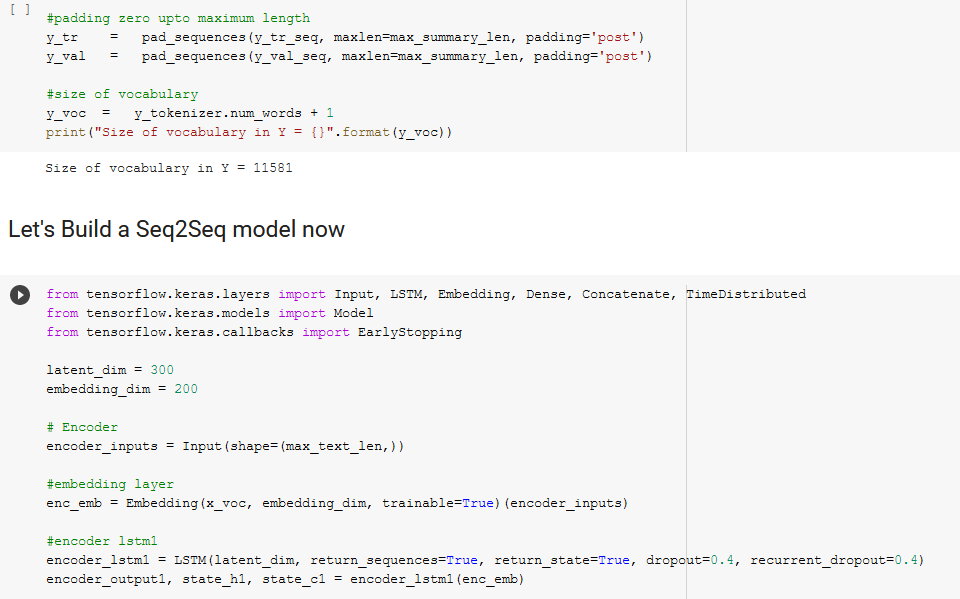 [ ] #padding zero upto maximum length
y_tr    =   pad_sequences(y_tr_seq, maxlen=max_summary_len, padding='post')
y_val   =   pad_sequences(y_val_seq, maxlen=max_summary_len, padding='post')
#size of vocabulary
y_voc  =   y_tokenizer.num_words + 1
print("Size of vocabulary in Y = {}".format(y_voc))
Size of vocabulary in Y = 11581
Let's Build a Seq2Seq model now
from tensorflow.keras.layers import Input, LSTM, Embedding, Dense, Concatenate, TimeDistributed
from tensorflow.keras.models import Model
from tensorflow.keras.callbacks import EarlyStopping
latent_dim = 300
embedding_dim = 200
# Encoder
encoder_inputs = Input(shape=(max_text_len,))
#embedding layer
enc_emb = Embedding(x_voc, embedding_dim, trainable=True)(encoder_inputs)
#encoder lstm1
encoder_lstm1 = LSTM(latent_dim, return_sequences=True, return_state=True, dropout=0.4, recurrent_dropout=0.4)
encoder_output1, state_h1, state_c1 = encoder_lstm1(enc_emb)